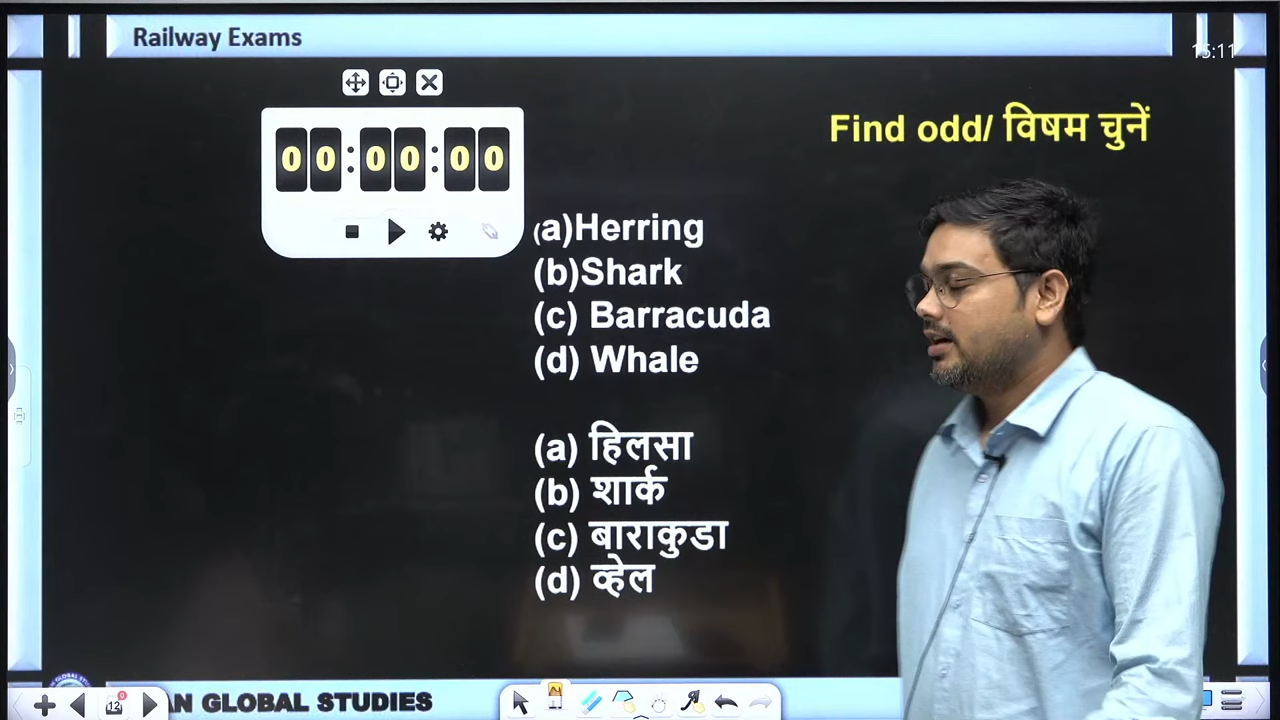 Railway Exams
15:11
00:00:00
Find odd/ विषम चुनें
(a)Herring
(b)Shark
(c) Barracuda
(d) Whale
(a) हिलसा
(b) शार्क
(c) बाराकुडा
(d) व्हेल
12
0
AN GLOBAL STUDIES